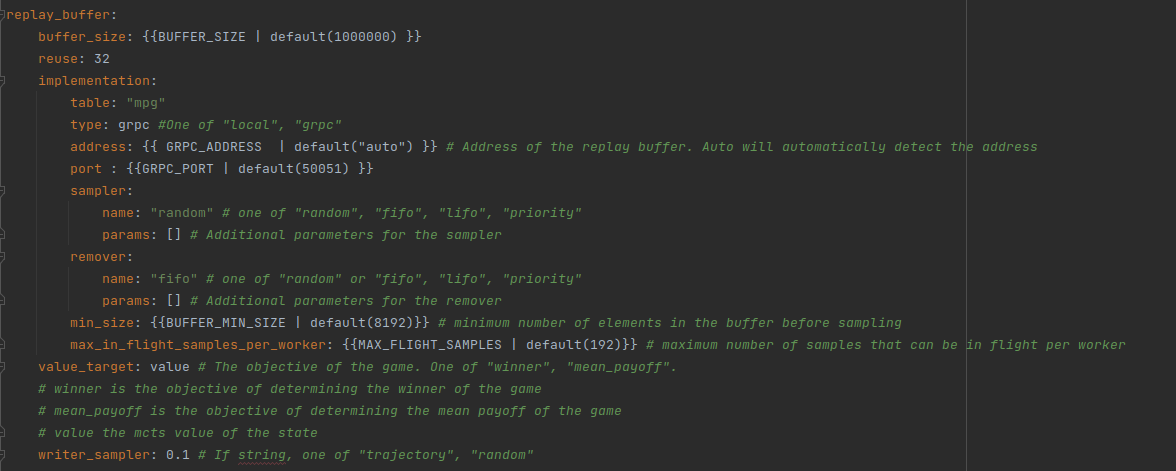 replay_buffer:
    buffer_size: {{BUFFER_SIZE | default(1000000) }}
    reuse: 32
    implementation:
        table: "mpg"
        type: grpc #One of "local", "grpc"
        address: {{ GRPC_ADDRESS  | default("auto") }} # Address of the replay buffer. Auto will automatically detect the address
        port : {{GRPC_PORT | default(50051) }}
        sampler:
            name: "random" # one of "random", "fifo", "lifo", "priority"
            params: [] # Additional parameters for the sampler
        remover:
            name: "fifo" # one of "random" or "fifo", "lifo", "priority"
            params: [] # Additional parameters for the remover
        min_size: {{BUFFER_MIN_SIZE | default(8192)}} # minimum number of elements in the buffer before sampling
        max_in_flight_samples_per_worker: {{MAX_FLIGHT_SAMPLES | default(192)}} # maximum number of samples that can be in flight per worker
    value_target: value # The objective of the game. One of "winner", "mean_payoff".
    # winner is the objective of determining the winner of the game
    # mean_payoff is the objective of determining the mean payoff of the game
    # value the mcts value of the state
    writer_sampler: 0.1 # If string, one of "trajectory", "random"